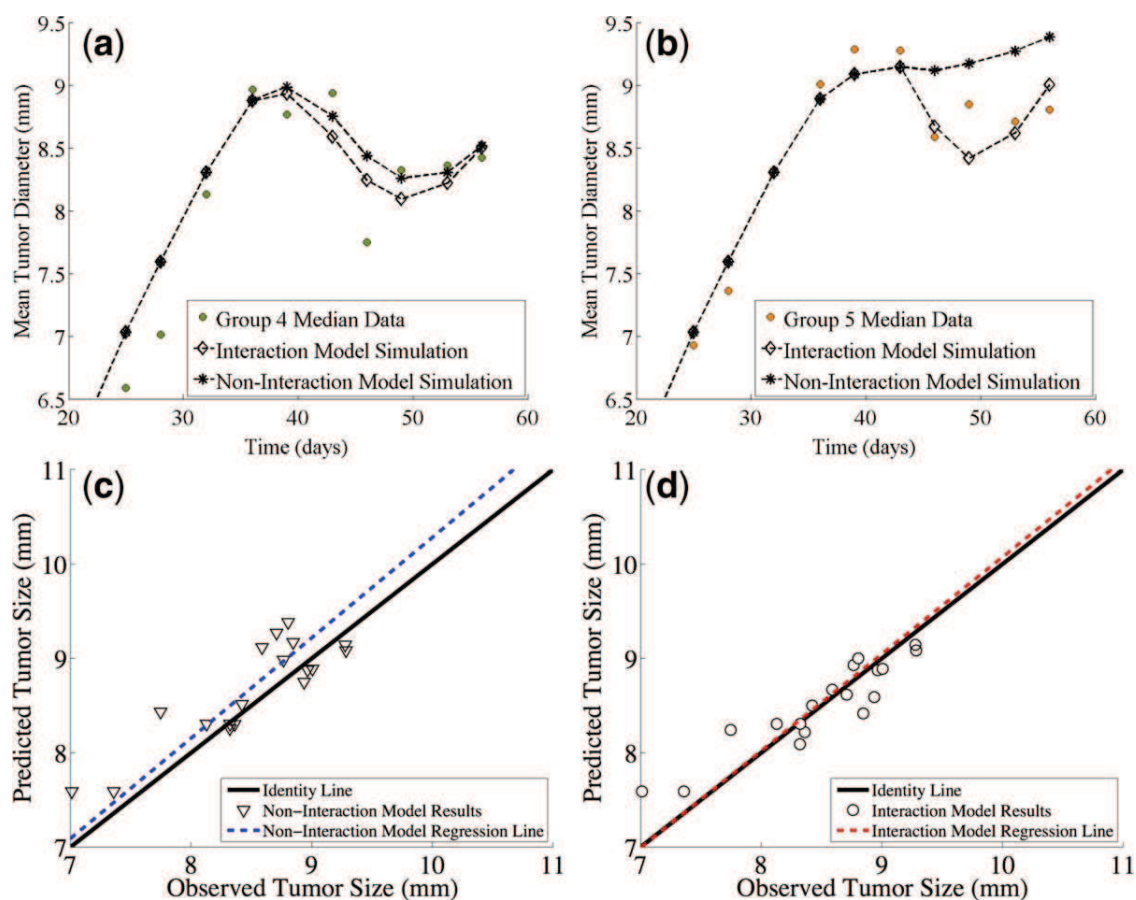 (a)
9.5
9
8.5
8
7.5
7
6.5
Mean Tumor Diameter (mm)
Group 4 Median Data
Interaction Model Simulation
Non-Interaction Model Simulation
20 30 40 50 60
Time (days)
(b)
9.5
9
8.5
8
7.5
7
6.5
Mean Tumor Diameter (mm)
Group 5 Median Data
Interaction Model Simulation
Non-Interaction Model Simulation
20 30 40 50 60
Time (days)
(c)
11
10
9
8
7
Predicted Tumor Size (mm)
Identity Line
Non-Interaction Model Results
Non-Interaction Model Regression Line
7 8 9 10 11
Observed Tumor Size (mm)
(d)
11
10
9
8
7
Predicted Tumor Size (mm)
Identity Line
Interaction Model Results
Interaction Model Regression Line
7 8 9 10 11
Observed Tumor Size (mm)